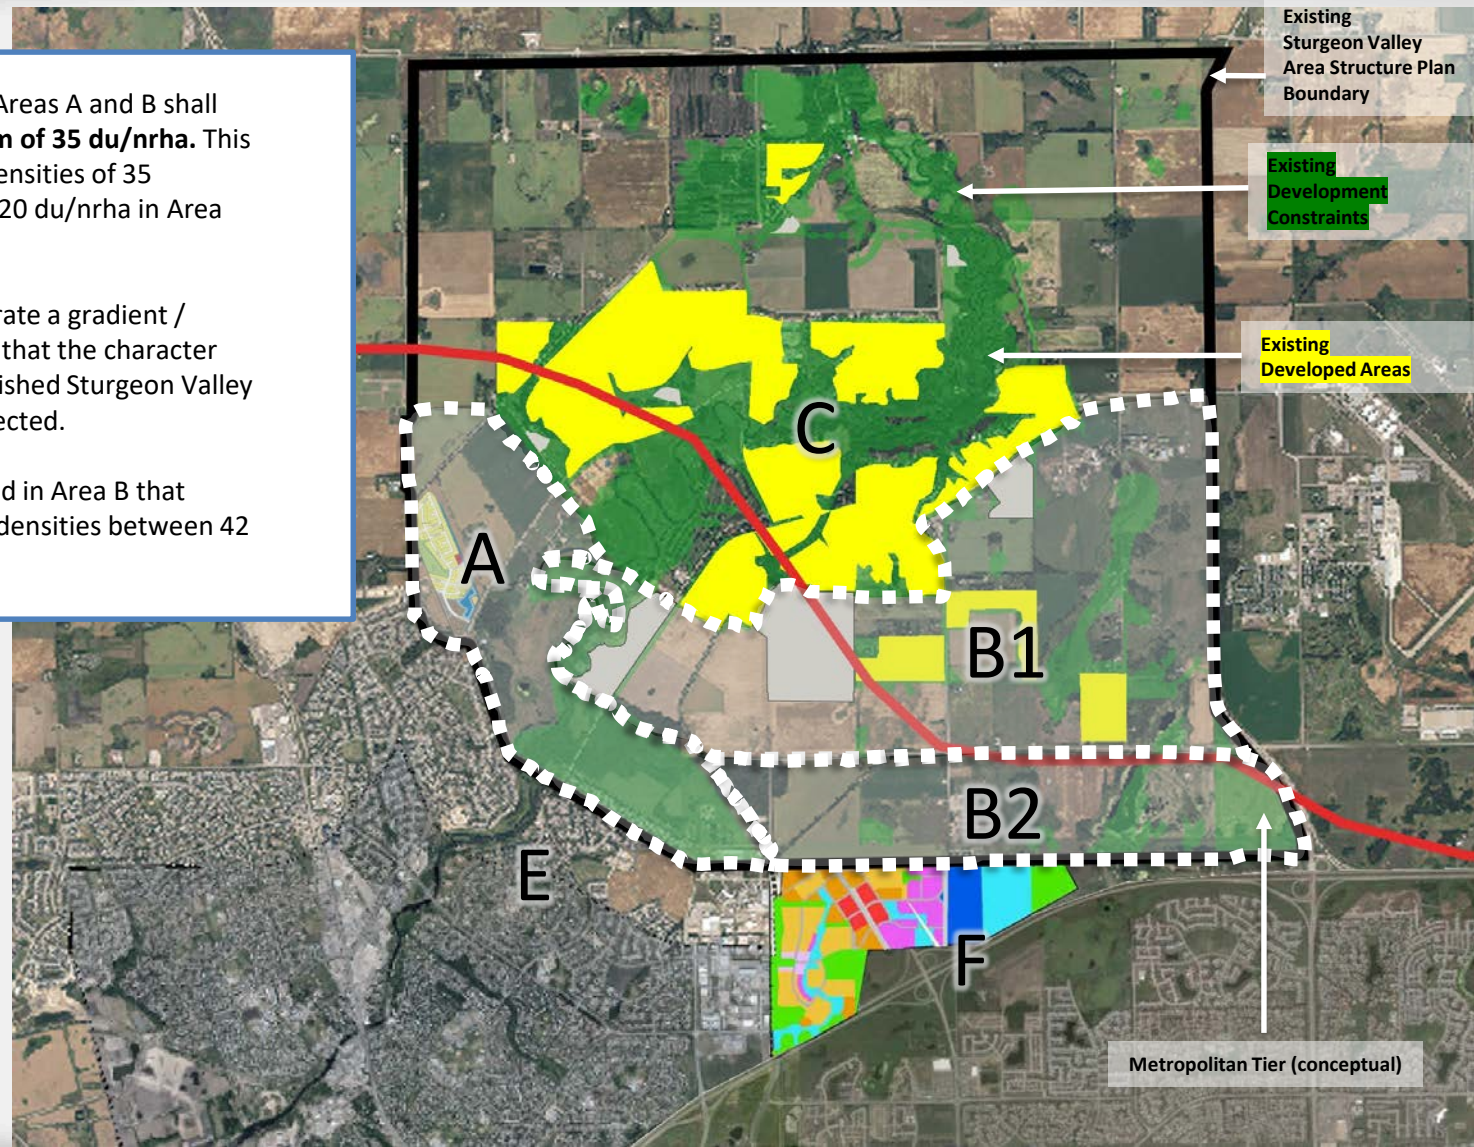 Areas A and B shall
m of 35 du/nrha. This
ensities of 35
20 du/nrha in Area
rate a gradient /
that the character
ished Sturgeon Valley
ected.
d in Area B that
densities between 42
Existing
Sturgeon Valley
Area Structure Plan
Boundary
Existing
Development
Constraints
Existing
Developed Areas
C
A
B1
B2
E
F
Metropolitan Tier (conceptual)